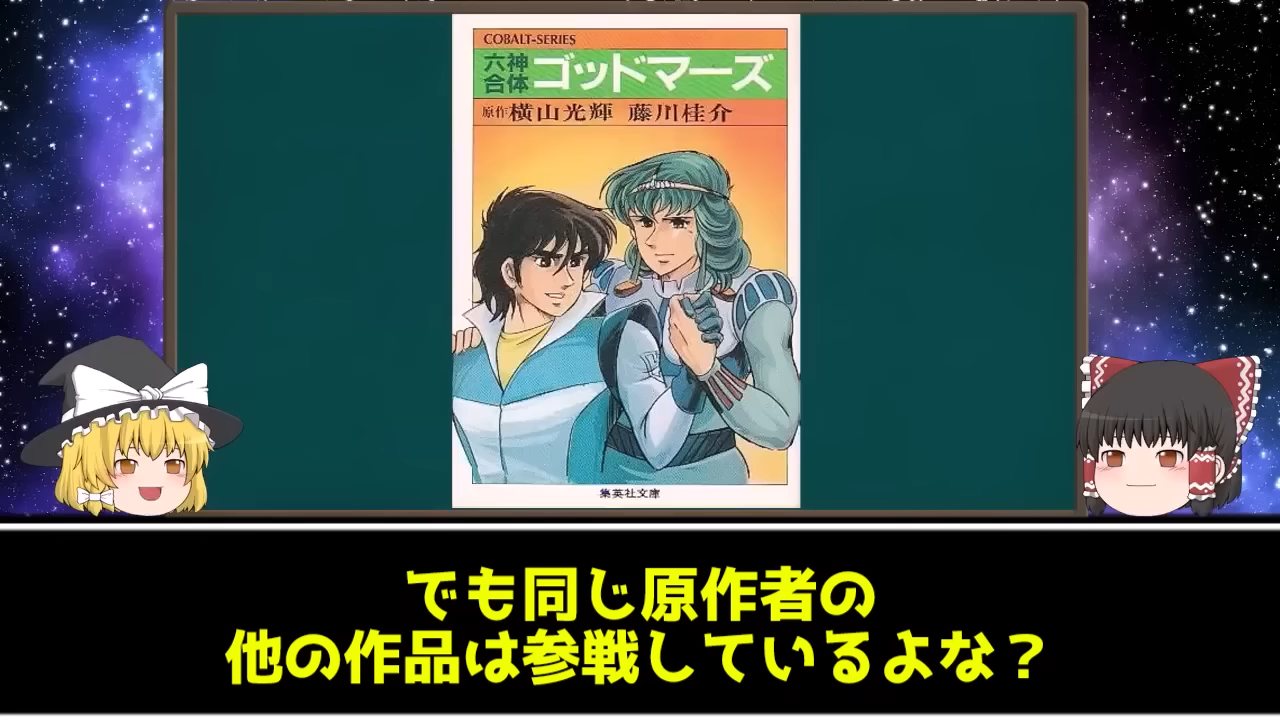 COBALT-SERIES
六神合体 ゴッドマーズ
原作 横山光輝 藤川桂介
集英社文庫
でも同じ原作者の
他の作品は参戦しているよな？